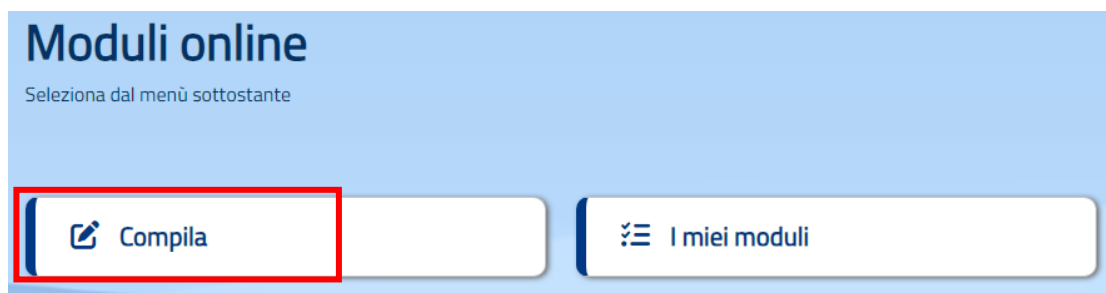 Moduli online
Seleziona dal menù sottostante
Compila
I miei moduli